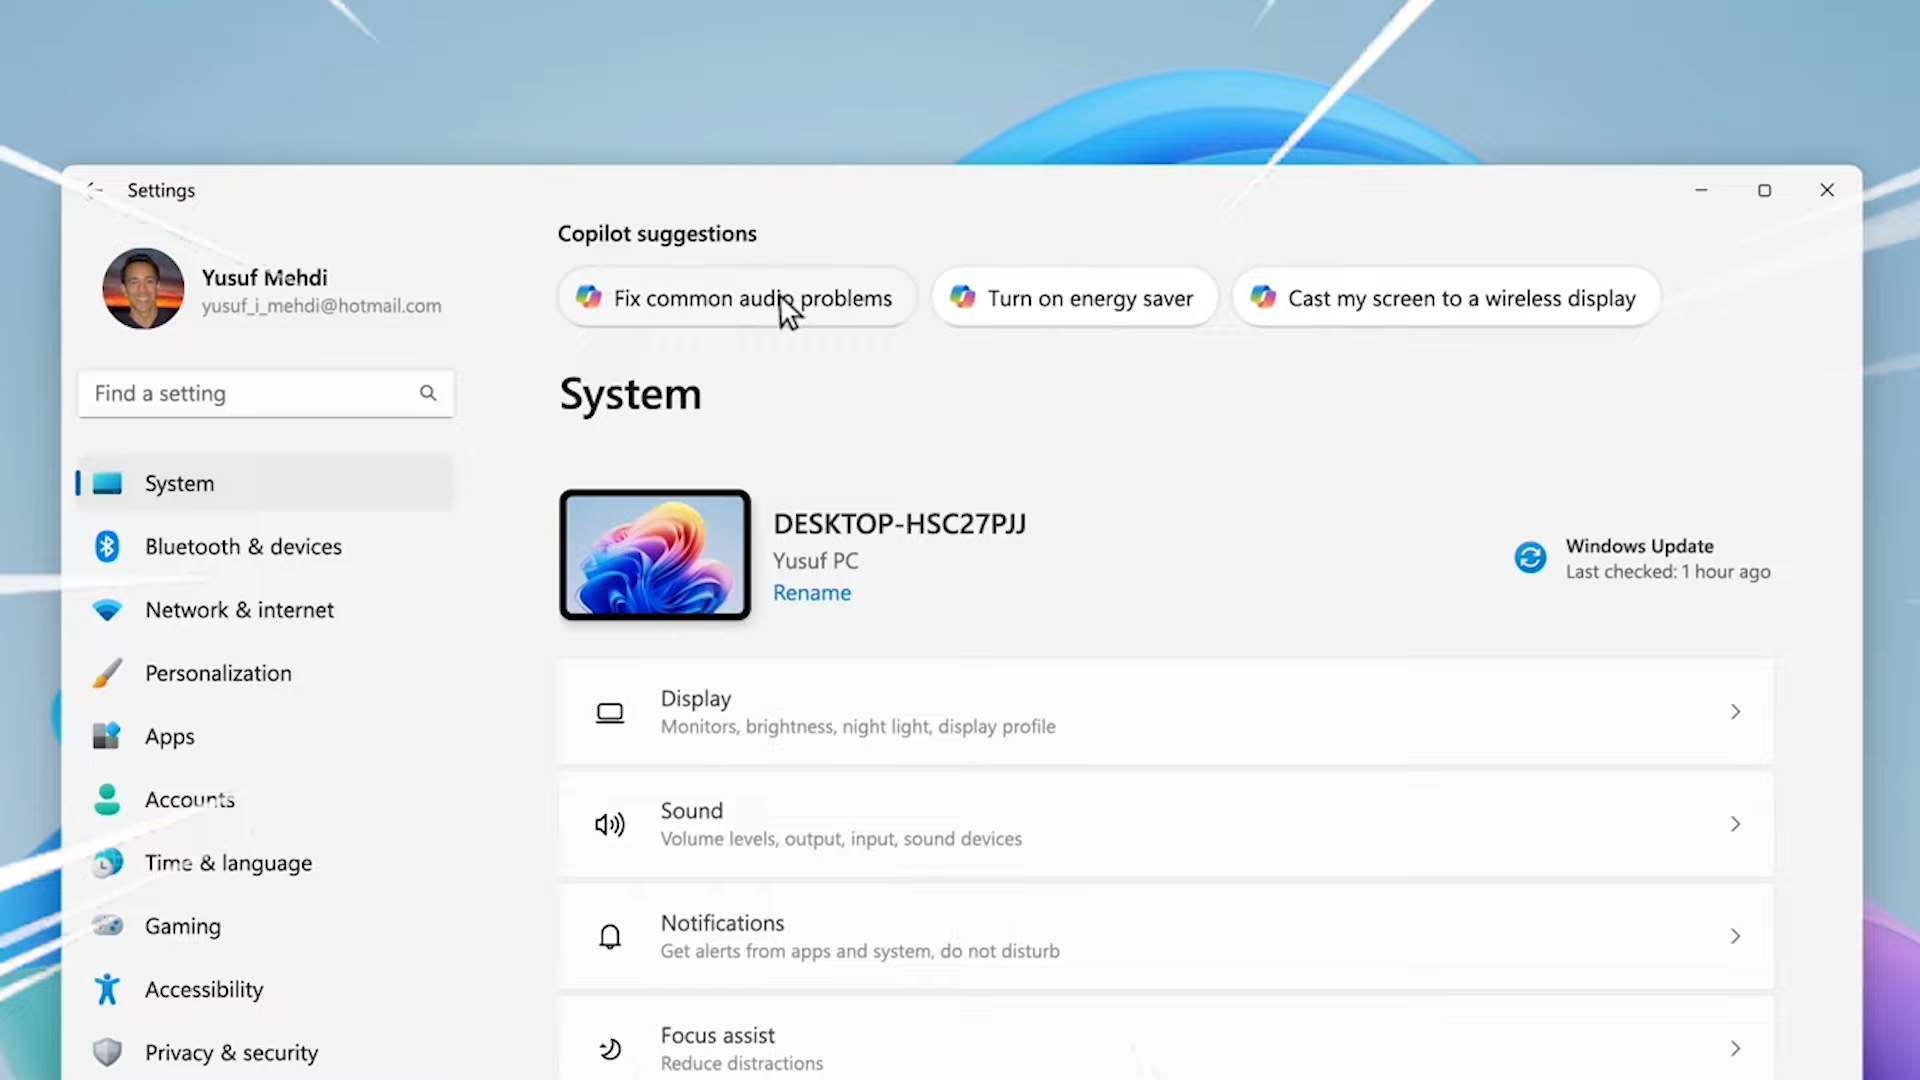 Settings
Yusuf Mehdi
yusuf_i_mehdi@hotmail.com
Find a setting
System
Bluetooth & devices
Network & internet
Personalization
Apps
Accounts
Time & language
Gaming
Accessibility
Privacy & security
Copilot suggestions
Fix common audio problems
Turn on energy saver
Cast my screen to a wireless display
System
DESKTOP-HSC27PJJ
Yusuf PC
Rename
Windows Update
Last checked: 1 hour ago
Display
Monitors, brightness, night light, display profile
Sound
Volume levels, output, input, sound devices
Notifications
Get alerts from apps and system, do not disturb
Focus assist
Reduce distractions